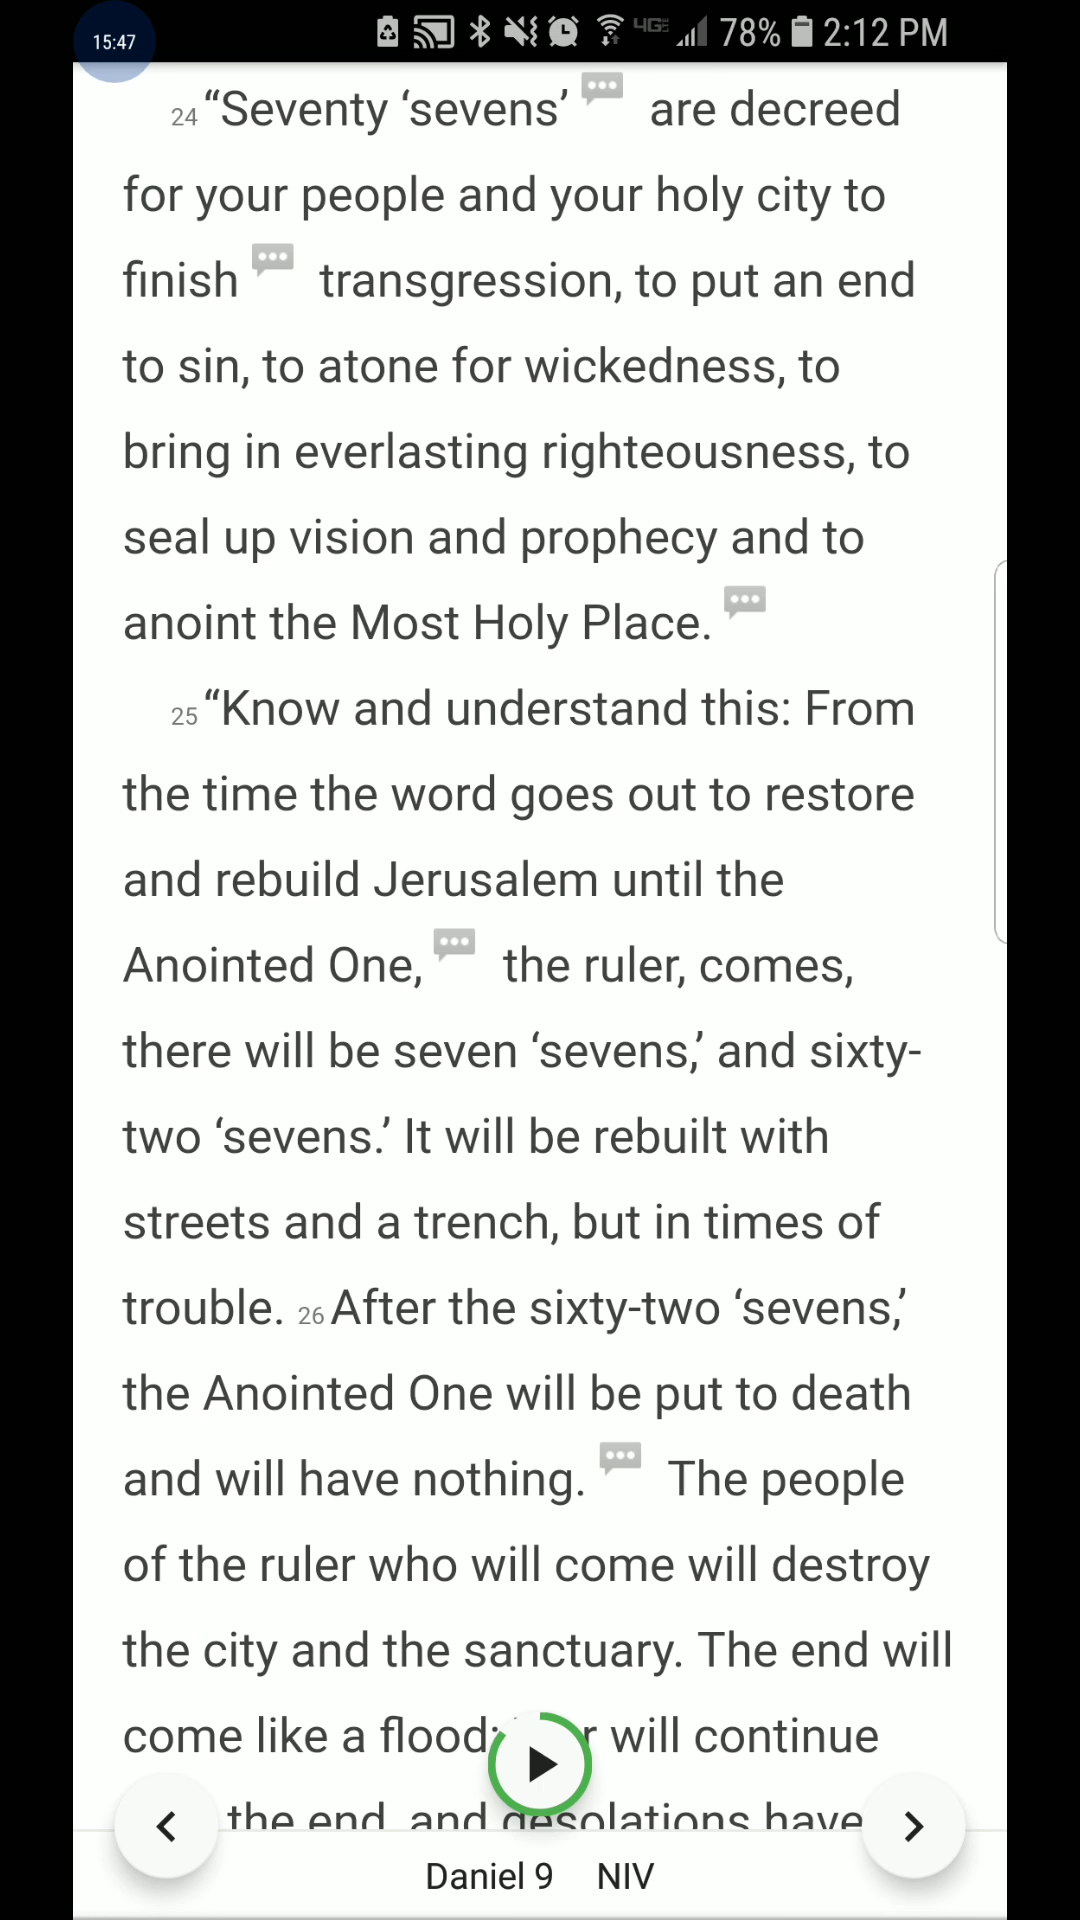 15:47 4G 78% 2:12 PM
24 “Seventy ‘sevens’ are decreed
for your people and your holy city to
finish transgression, to put an end
to sin, to atone for wickedness, to
bring in everlasting righteousness, to
seal up vision and prophecy and to
anoint the Most Holy Place.
25 “Know and understand this: From
the time the word goes out to restore
and rebuild Jerusalem until the
Anointed One, the ruler, comes,
there will be seven ‘sevens,’ and sixty-
two ‘sevens.’ It will be rebuilt with
streets and a trench, but in times of
trouble. 26 After the sixty-two ‘sevens,’
the Anointed One will be put to death
and will have nothing. The people
of the ruler who will come will destroy
the city and the sanctuary. The end will
come like a flood: will continue
the end, and desolations have
Daniel 9 NIV